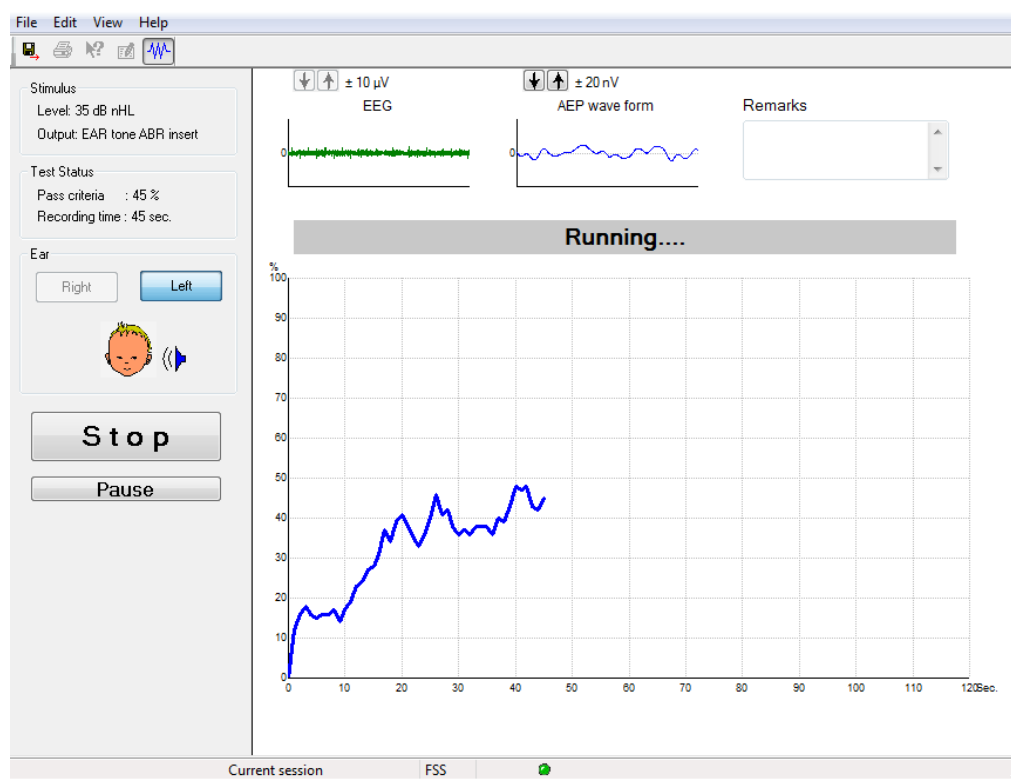 File Edit View Help
Stimulus
Level: 35 dB nHL
Output: EAR tone ABR insert
Test Status
Pass criteria : 45 %
Recording time : 45 sec.
Ear
Right Left
Stop
Pause
± 10 µV
EEG
0
± 20 nV
AEP wave form
0
Remarks
Running....
%
100
90
80
70
60
50
40
30
20
10
0
0 10 20 30 40 50 60 70 80 90 100 110 120 Sec.
Current session FSS